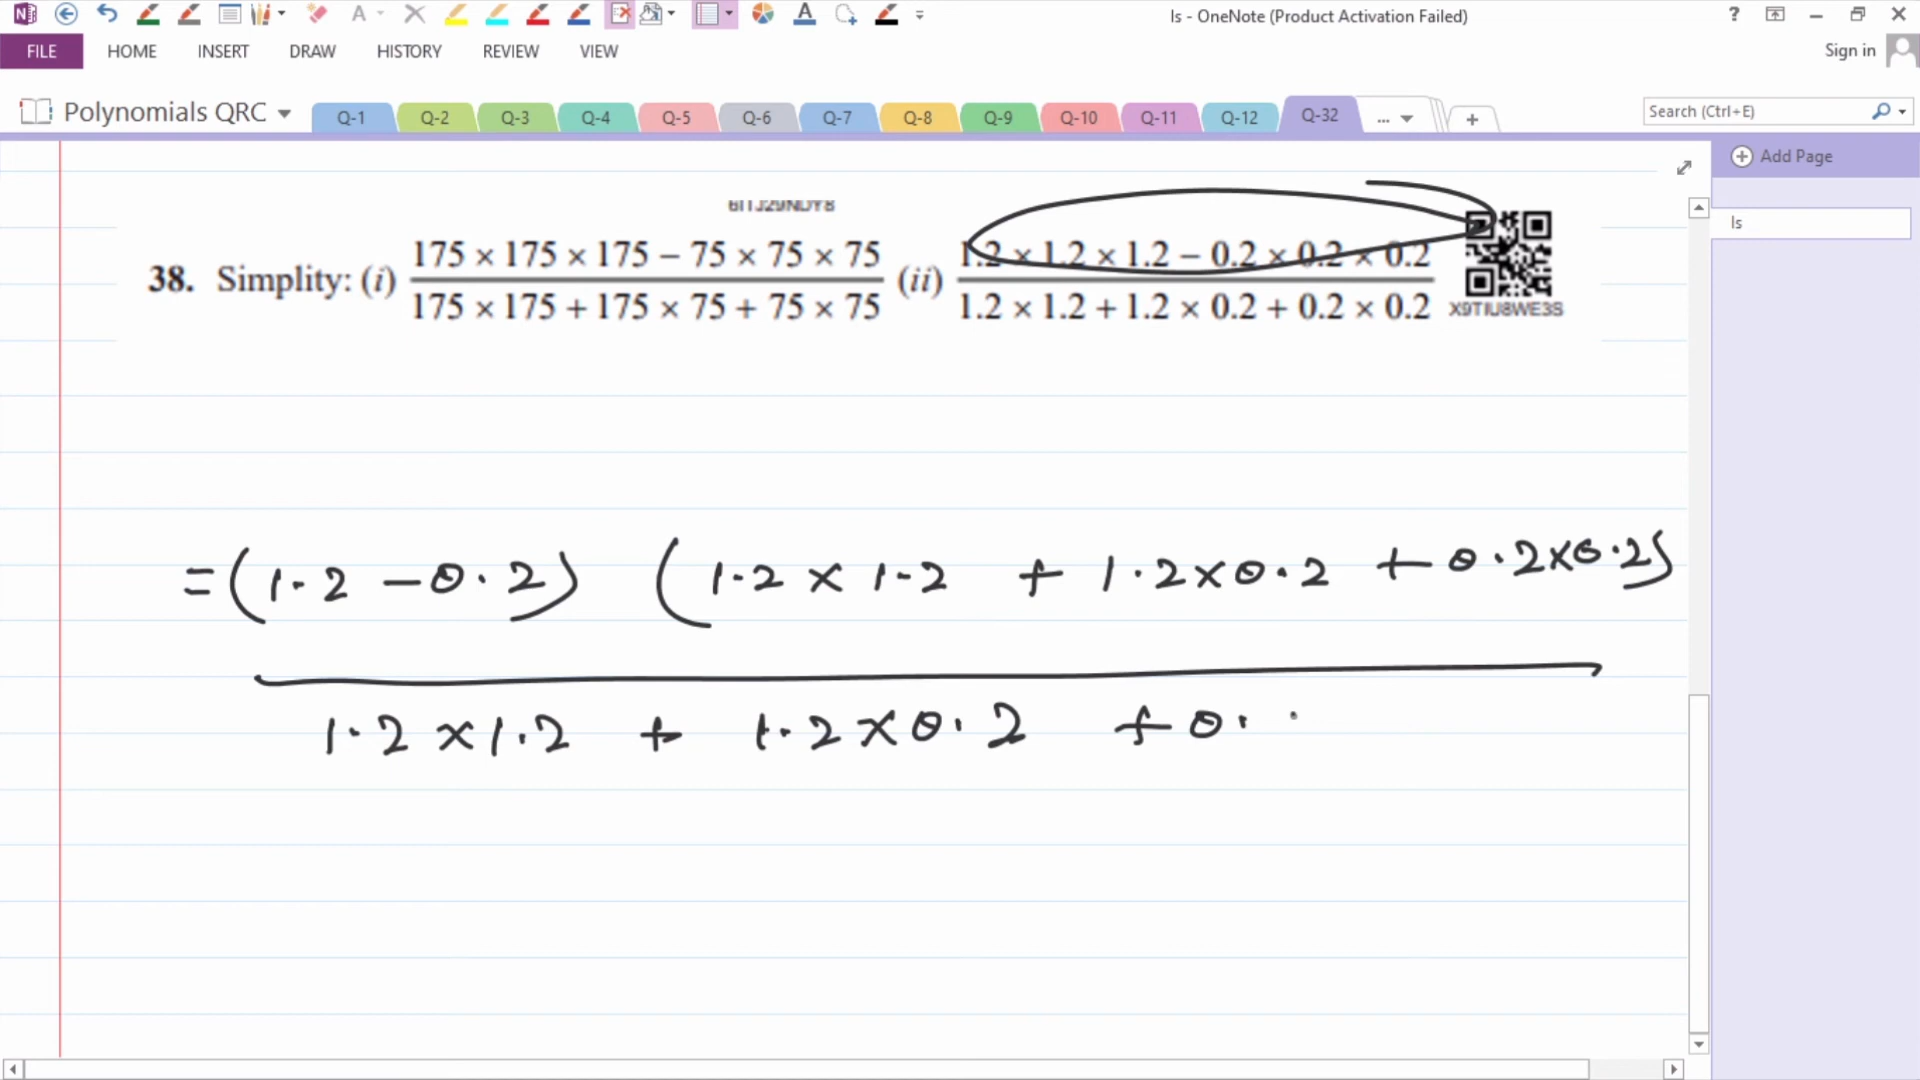 ls - OneNote (Product Activation Failed)
FILE HOME INSERT DRAW HISTORY REVIEW VIEW Sign in
Polynomials QRC Q-1 Q-2 Q-3 Q-4 Q-5 Q-6 Q-7 Q-8 Q-9 Q-10 Q-11 Q-12 Q-32 ... + Search (Ctrl+E)
Add Page
ls
6ITJ29NDY8
175 × 175 × 175 − 75 × 75 × 75 1.2 × 1.2 × 1.2 − 0.2 × 0.2 × 0.2
38. Simplity: (i) (ii)
175 × 175 + 175 × 75 + 75 × 75 1.2 × 1.2 + 1.2 × 0.2 + 0.2 × 0.2
X9TIU8WE3S
= (1.2 − 0.2) (1.2 × 1.2 + 1.2 × 0.2 + 0.2 × 0.2)
1.2 × 1.2 + 1.2 × 0.2 + 0.